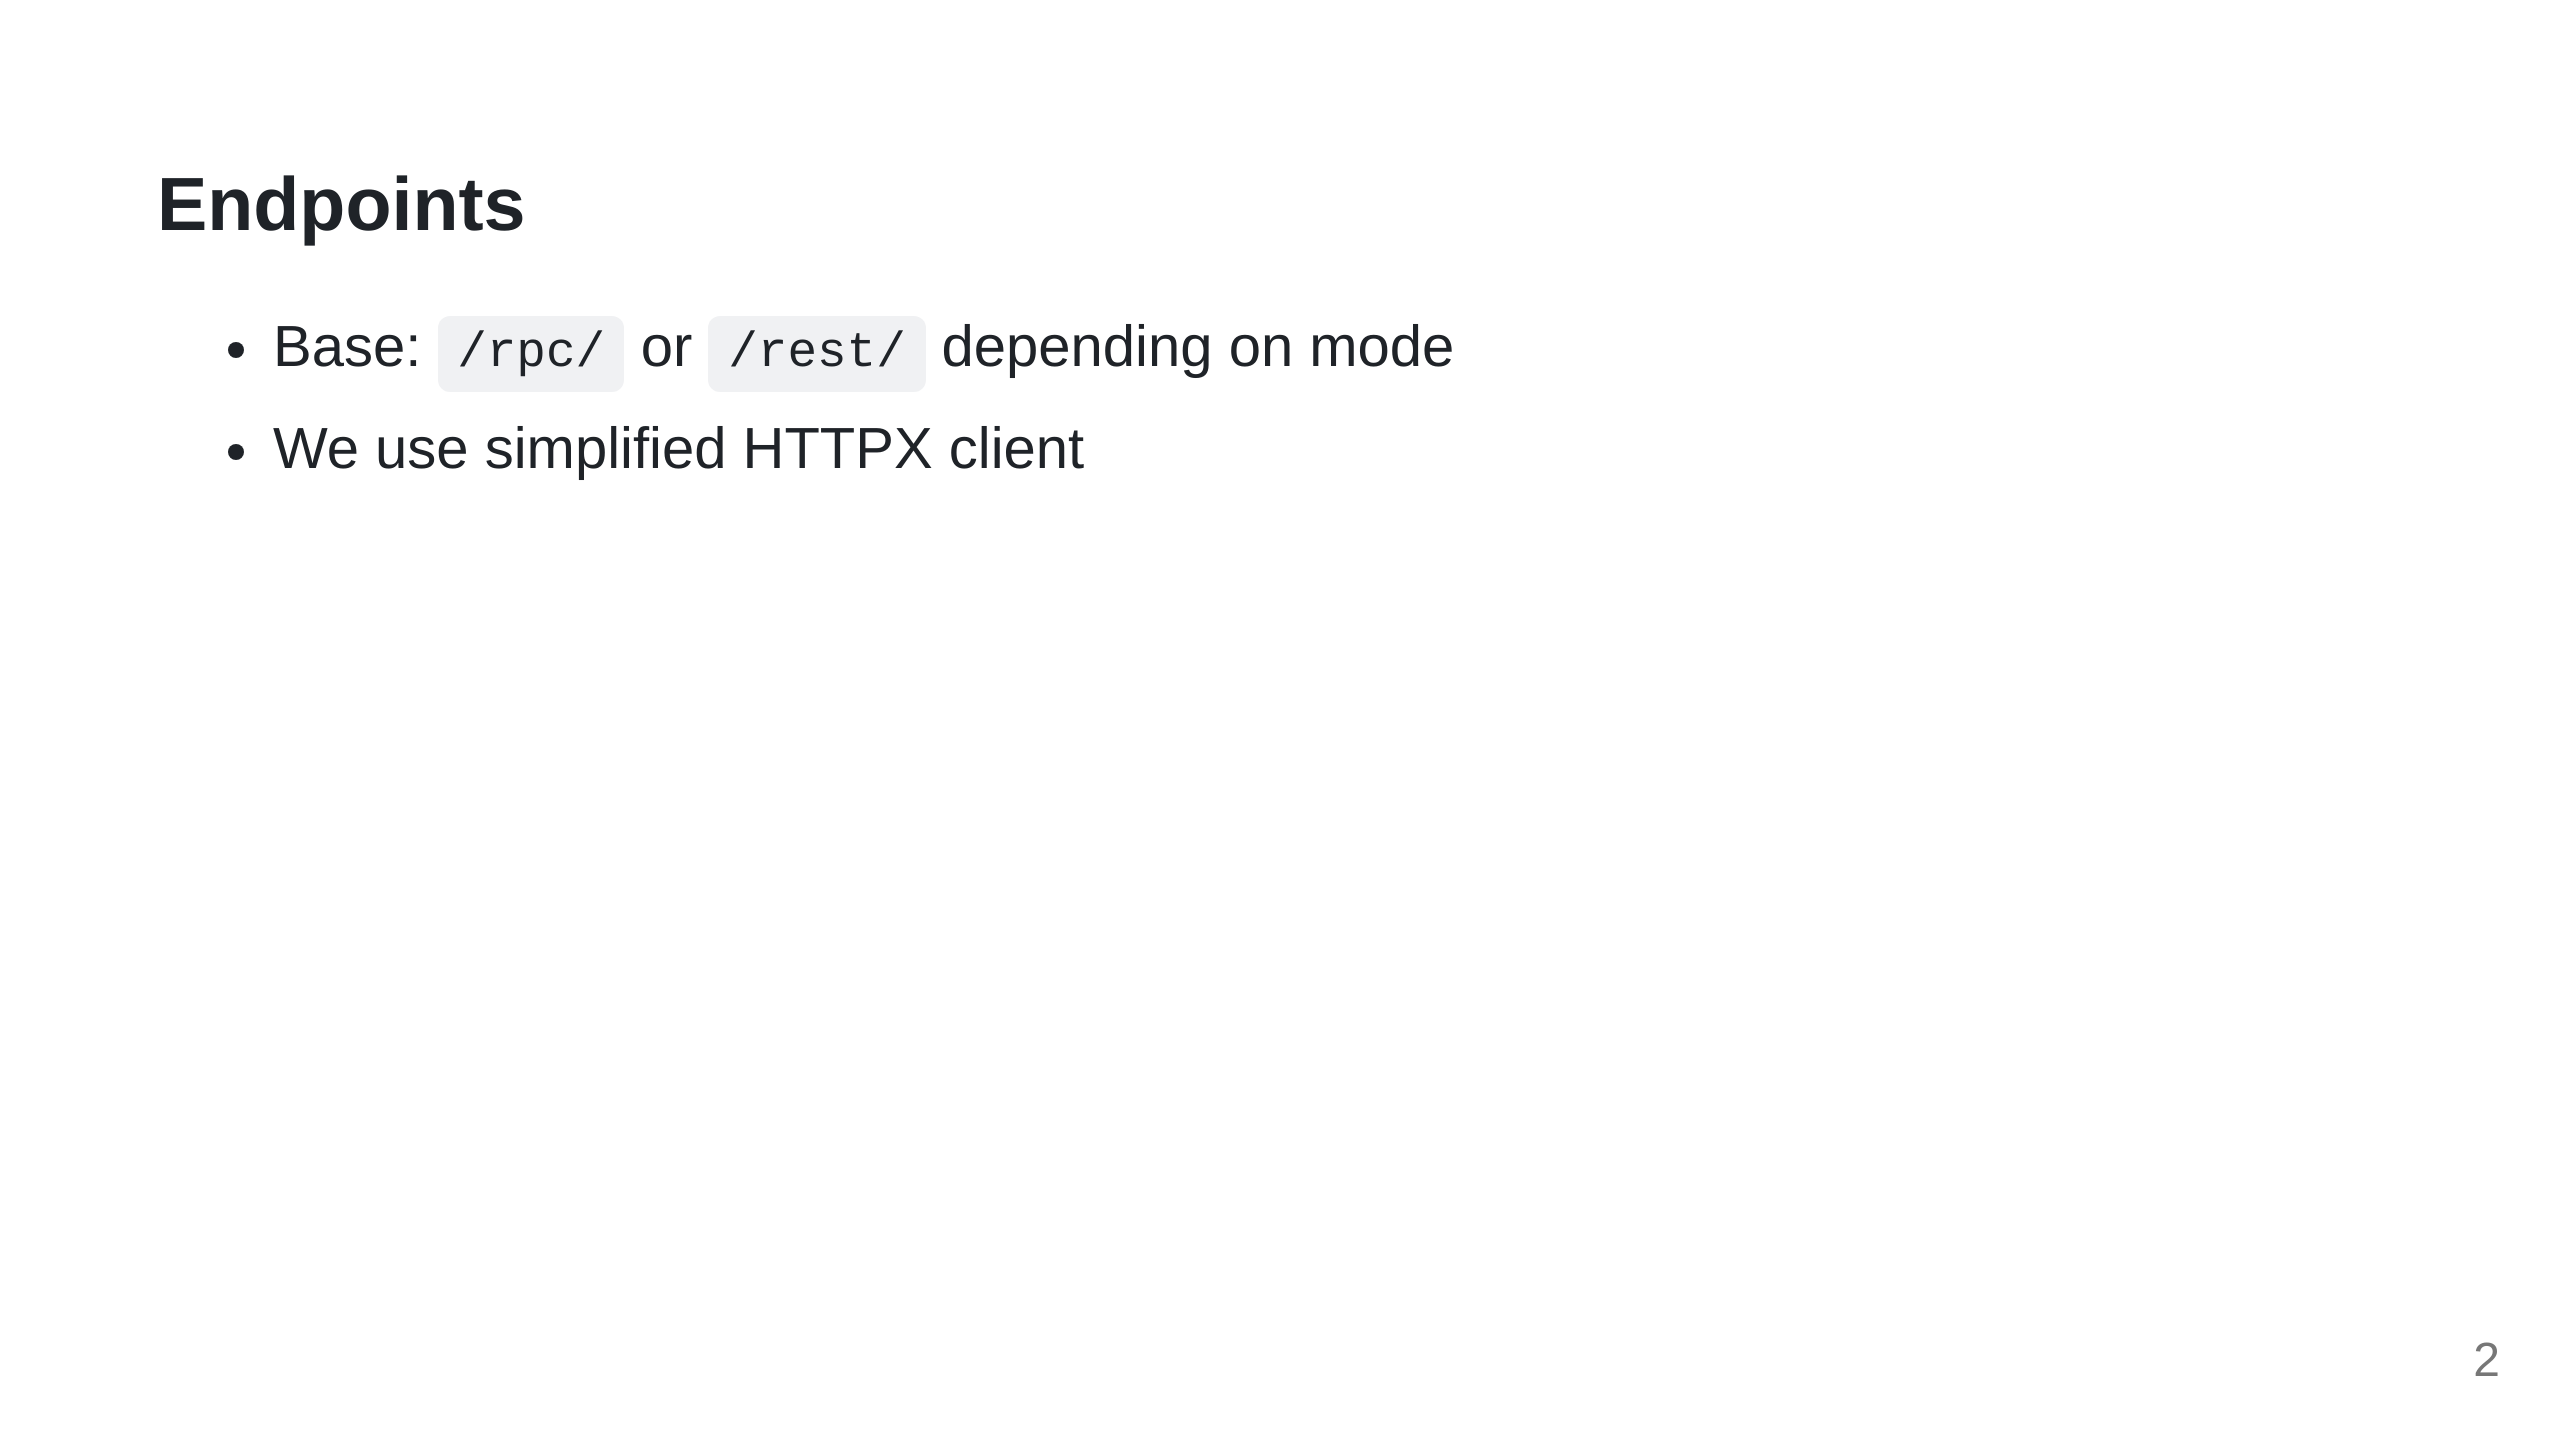 Endpoints
• Base: /rpc/ or /rest/ depending on mode
• We use simplified HTTPX client
2